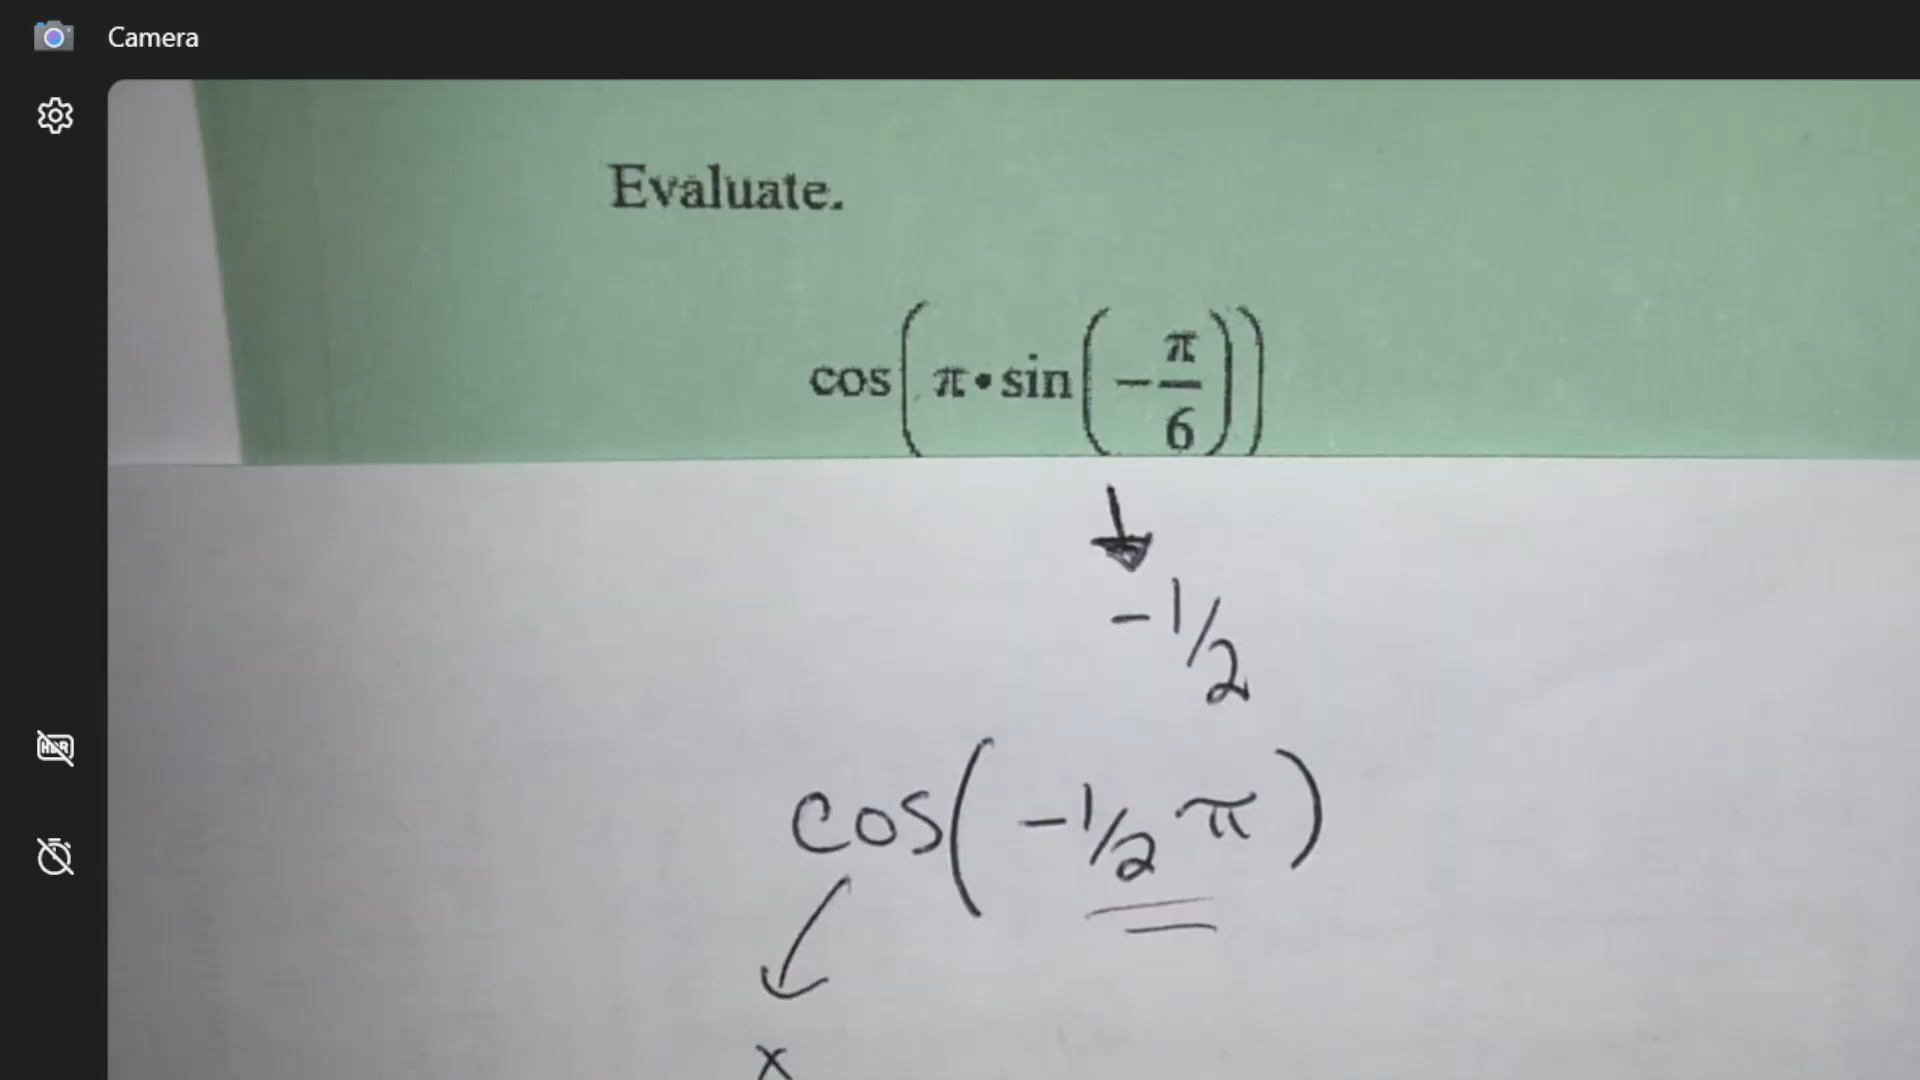 Camera
Evaluate.
cos(π•sin(−π/6))
-1/2
cos(-1/2 π)
x